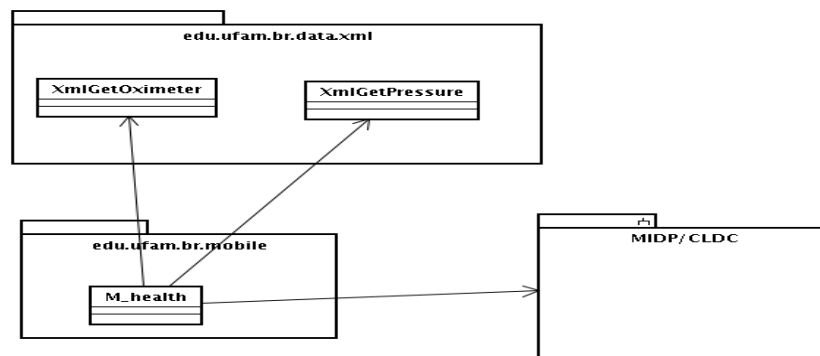 edu.ufam.br.data.xml
XmlGetOximeter
XmlGetPressure
edu.ufam.br.mobile
MIDP/CLDC
M_health